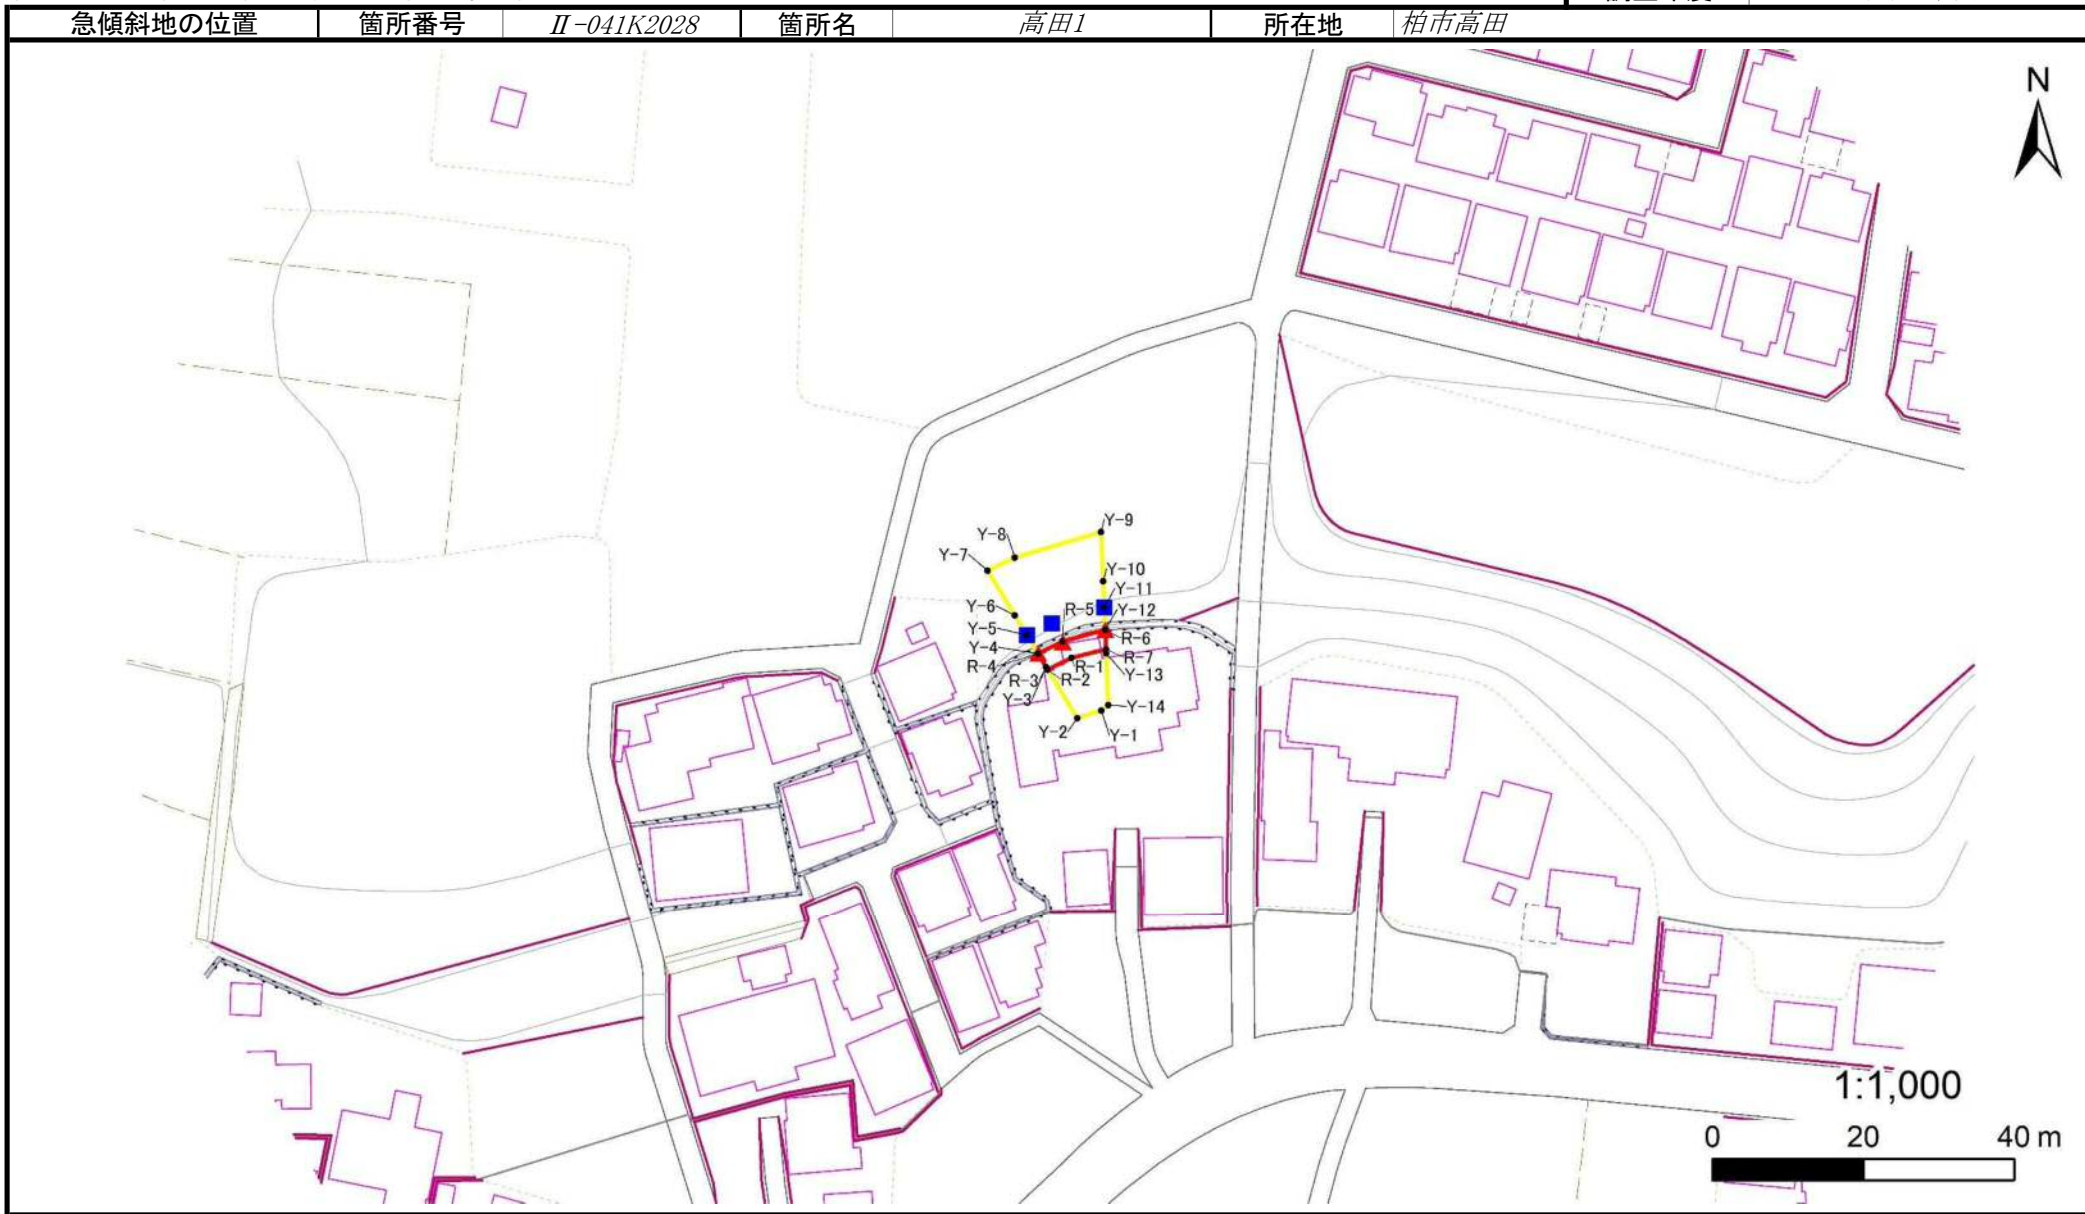 急傾斜地の位置 箇所番号 Ⅱ-041K2028 箇所名 高田1 所在地 柏市高田
N
Y-9
Y-8
Y-7
Y-10
Y-11
Y-6
R-5
Y-12
Y-5
R-6
Y-4
R-4
R-1
R-7
R-3
R-2
Y-13
Y-3
Y-14
Y-2
Y-1
1:1,000
0 20 40 m